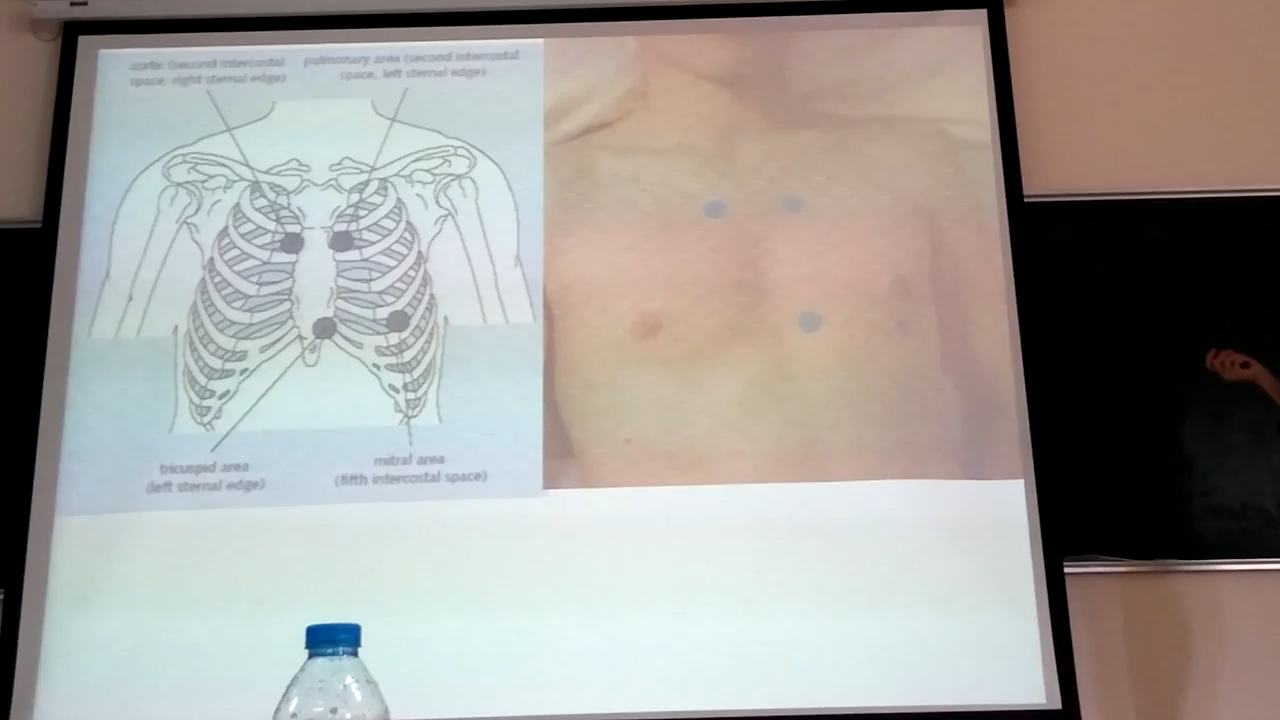 aortic (second intercostal
space, right sternal edge)
pulmonary area (second intercostal
space, left sternal edge)
tricuspid area
(left sternal edge)
mitral area
(fifth intercostal space)